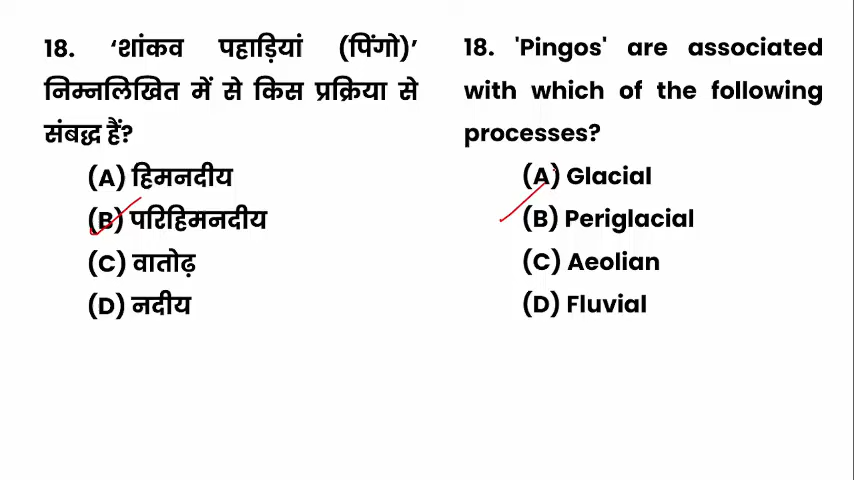 18. ‘शांकव पहाड़ियां (पिंगो)’
निम्नलिखित में से किस प्रक्रिया से
संबद्ध हैं?
(A) हिमनदीय
(B) परिहिमनदीय
(C) वातोढ़
(D) नदीय
18. 'Pingos' are associated
with which of the following
processes?
(A) Glacial
(B) Periglacial
(C) Aeolian
(D) Fluvial